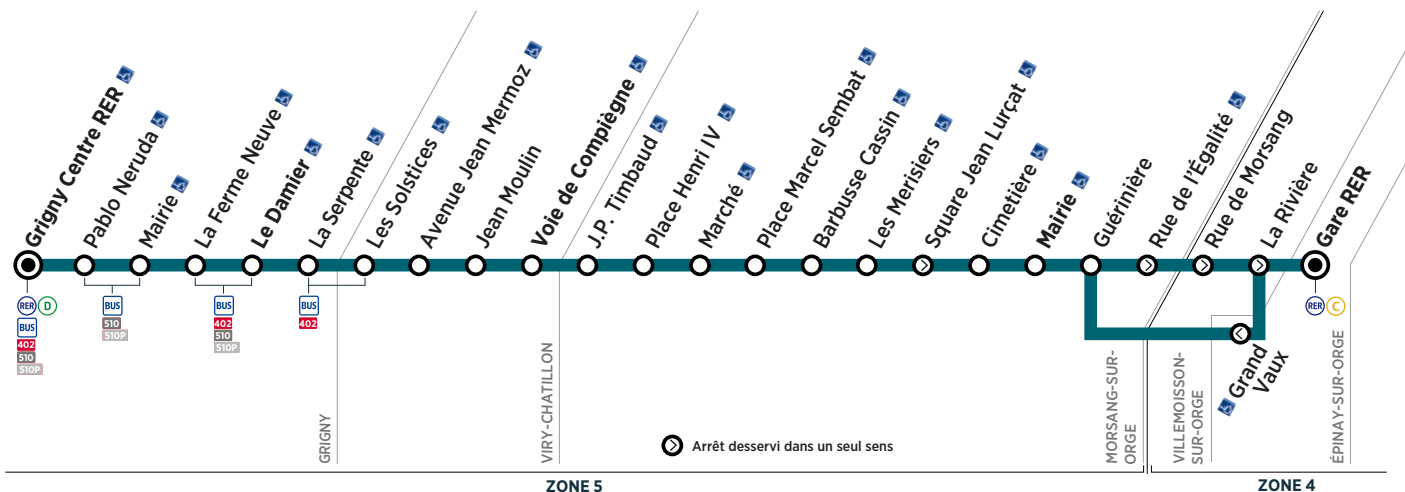 Grigny Centre RER
Pablo Neruda
Mairie
La Ferme Neuve
Le Damier
La Serpente
Les Solstices
Avenue Jean Mermoz
Jean Moulin
Voie de Compiègne
J.P. Timbaud
Place Henri IV
Marché
Place Marcel Sembat
Barbusse Cassin
Les Merisiers
Square Jean Lurçat
Cimetière
Mairie
Guérinière
Rue de l'Égalité
Rue de Morsang
La Rivière
Gare RER
RER D
BUS
402
510
510P
BUS
510
510P
BUS
402
510
510P
BUS
402
RER C
Grand
Vaux
GRIGNY
VIRY-CHATILLON
MORSANG-SUR-
ORGE
VILLEMOISSON-
SUR-ORGE
ÉPINAY-SUR-ORGE
Arrêt desservi dans un seul sens
ZONE 5
ZONE 4